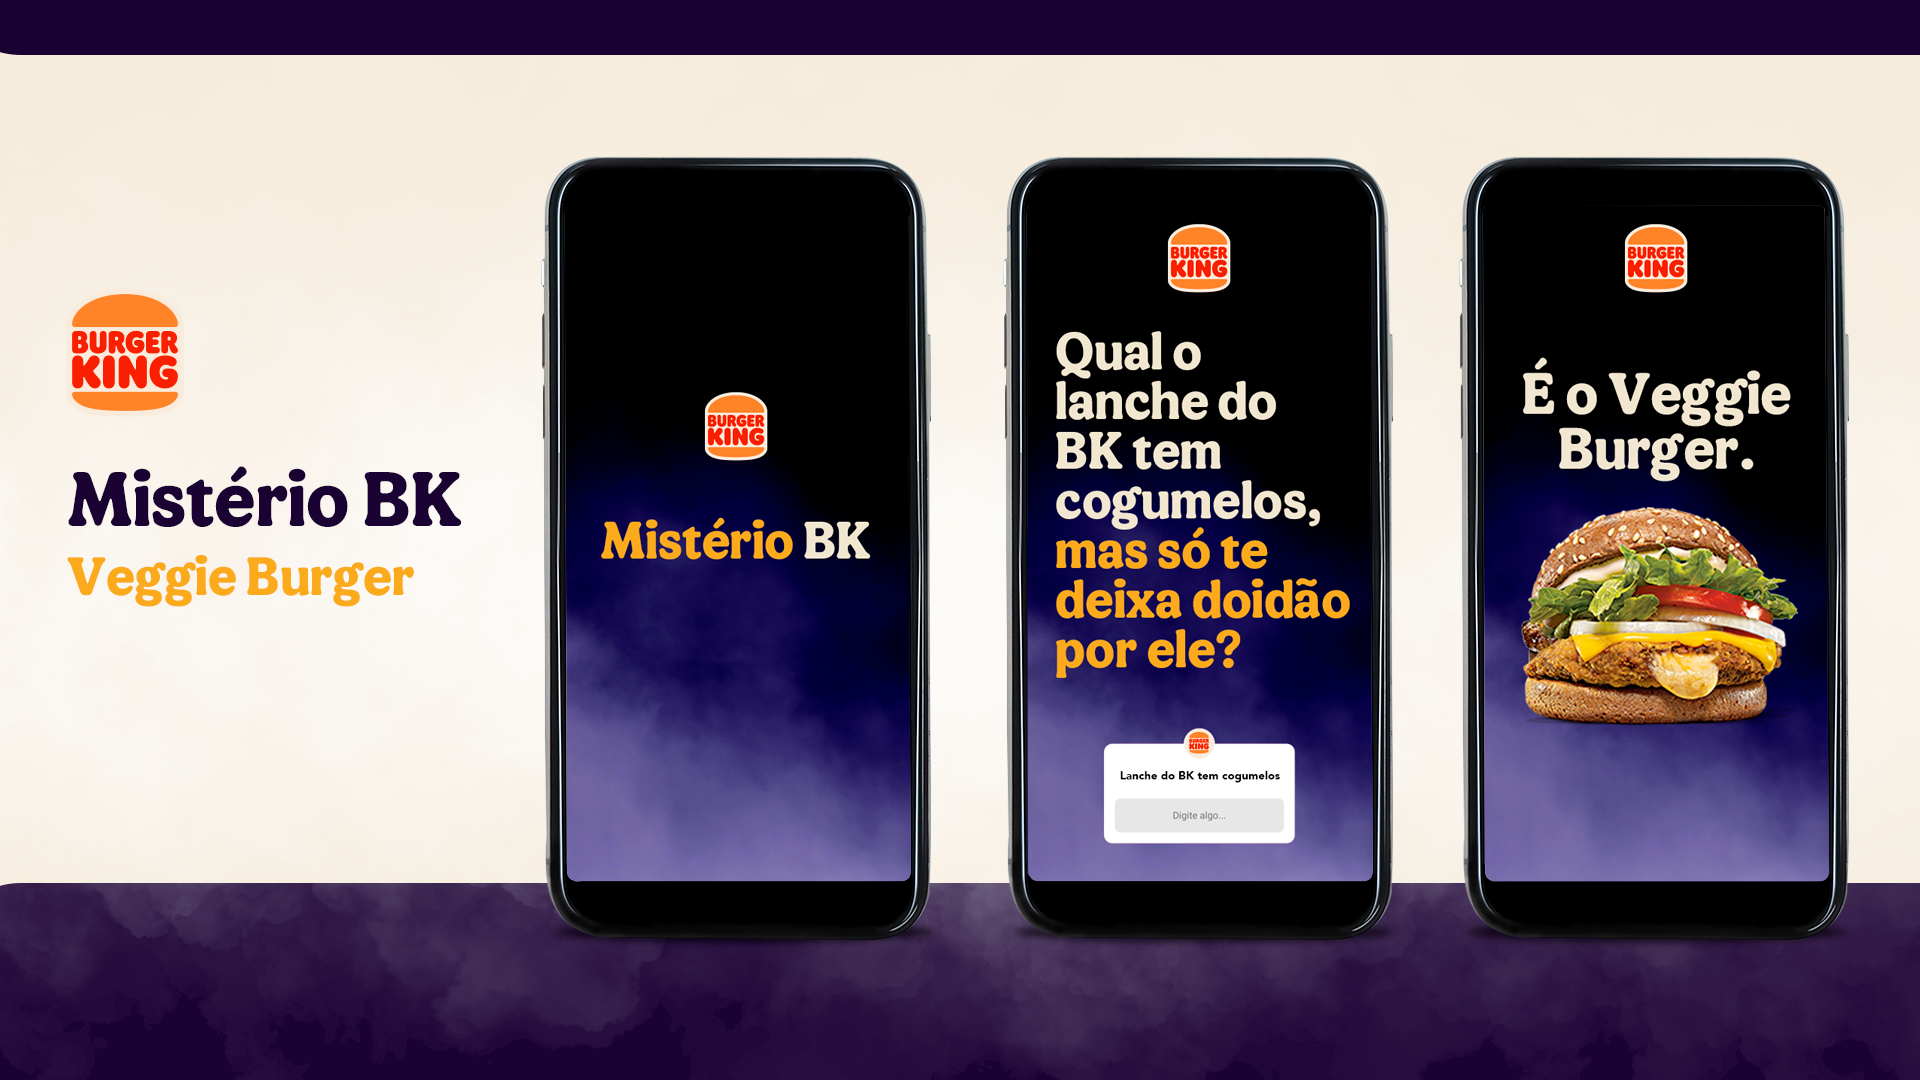 BURGER
KING
Mistério BK
Veggie Burger
BURGER
KING
Mistério BK
BURGER
KING
Qual o
lanche do
BK tem
cogumelos,
mas só te
deixa doidão
por ele?
BURGER
KING
Lanche do BK tem cogumelos
Digite algo...
BURGER
KING
É o Veggie
Burger.